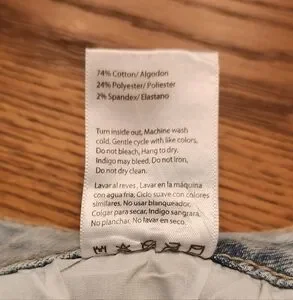 74% Cotton/ Algodon
24% Polyester/ Poliester
2% Spandex/ Elastano
Turn inside out, Machine wash
cold. Gentle cycle with like colors.
Do not bleach, Hang to dry.
Indigo may bleed. Do not Iron,
Do not dry clean.
Lavar al reves , Lavar en la máquina
con agua fria. Ciclo suave con colores
similares. No usar blanqueador.
Colgar para secar, Indigo sangrara.
No planchar. No lavar en seco.